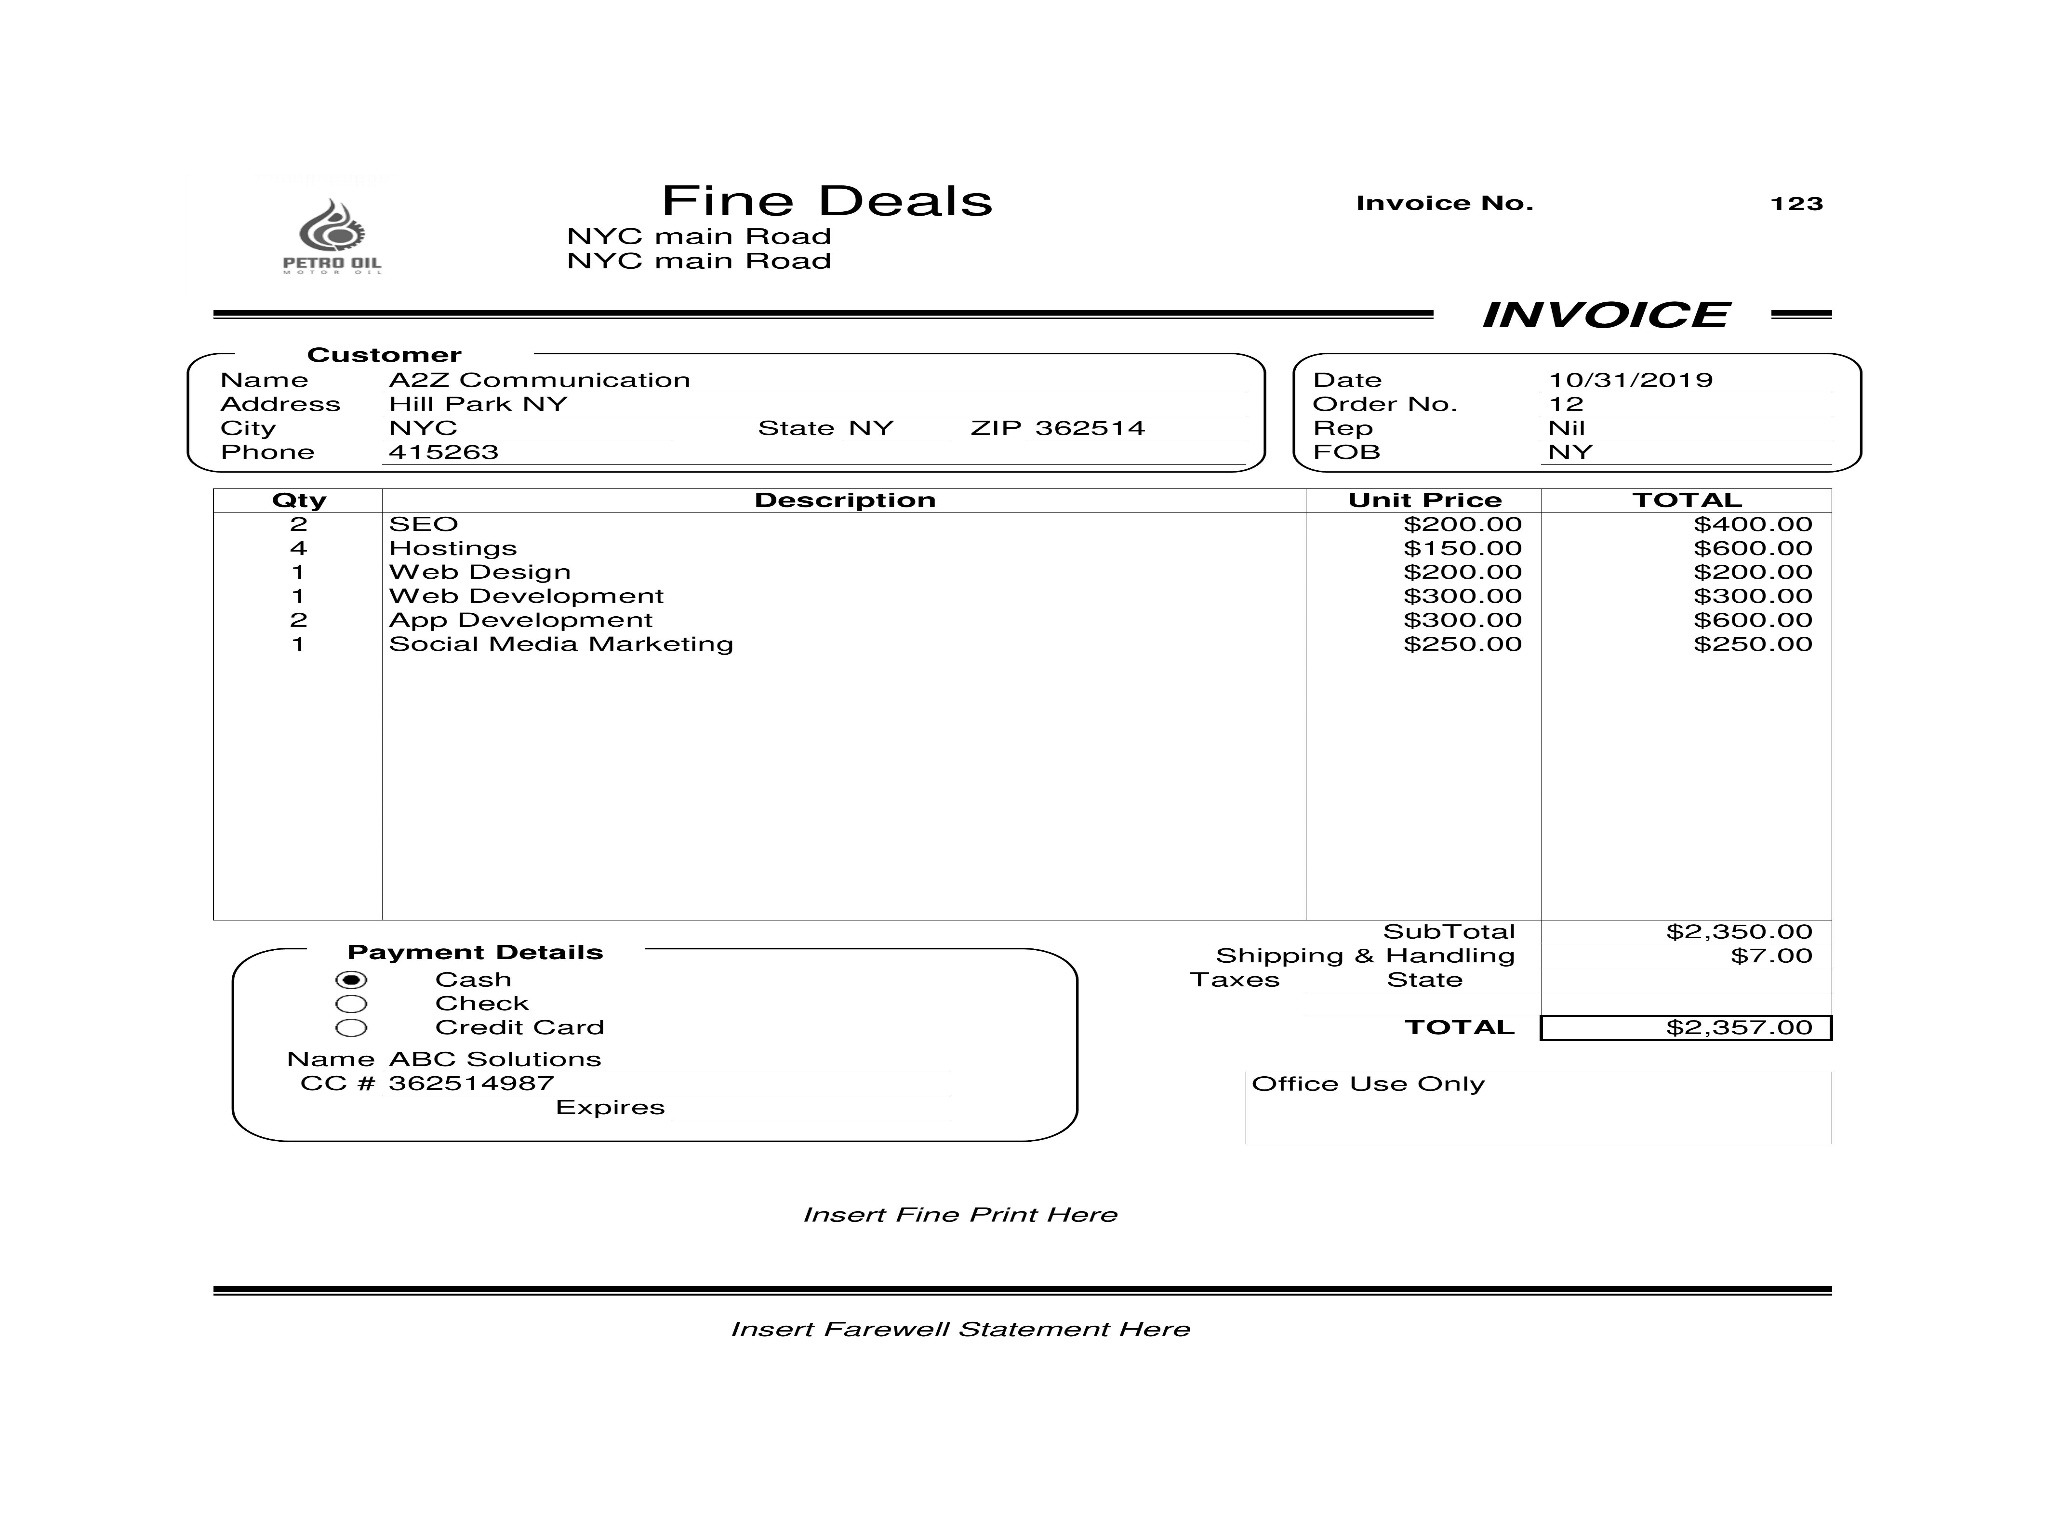 Fine Deals
Invoice No. 123
NYC main Road
NYC main Road
PETRO OIL
MOTOR OIL
INVOICE
Customer
Name A2Z Communication
Address Hill Park NY
City NYC State NY ZIP 362514
Phone 415263
Date 10/31/2019
Order No. 12
Rep Nil
FOB NY
Qty Description Unit Price TOTAL
2 SEO $200.00 $400.00
4 Hostings $150.00 $600.00
1 Web Design $200.00 $200.00
1 Web Development $300.00 $300.00
2 App Development $300.00 $600.00
1 Social Media Marketing $250.00 $250.00
SubTotal $2,350.00
Shipping & Handling $7.00
Taxes State
TOTAL $2,357.00
Payment Details
Cash
Check
Credit Card
Name ABC Solutions
CC # 362514987
Expires
Office Use Only
Insert Fine Print Here
Insert Farewell Statement Here